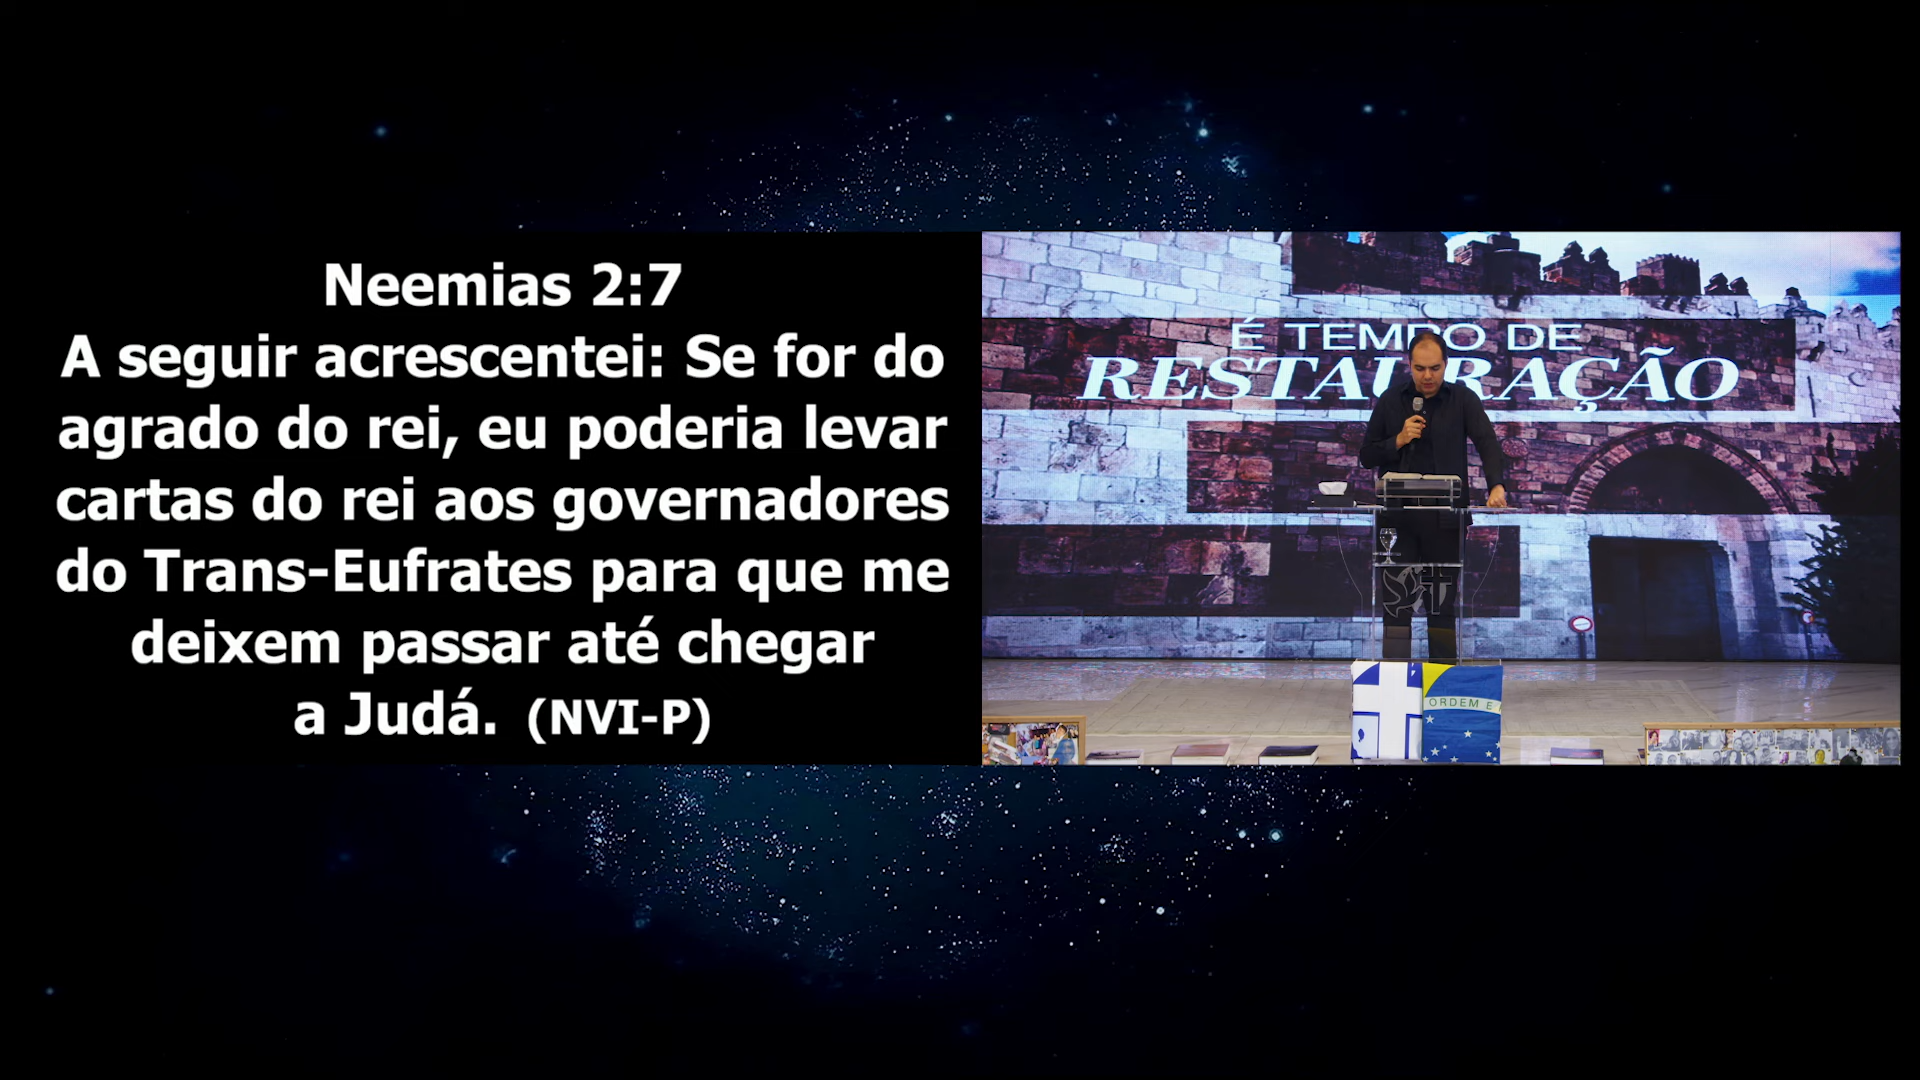 Neemias 2:7
A seguir acrescentei: Se for do
agrado do rei, eu poderia levar
cartas do rei aos governadores
do Trans-Eufrates para que me
deixem passar até chegar
a Judá. (NVI-P)
É TEMPO DE
RESTAURAÇÃO
ORDEM E